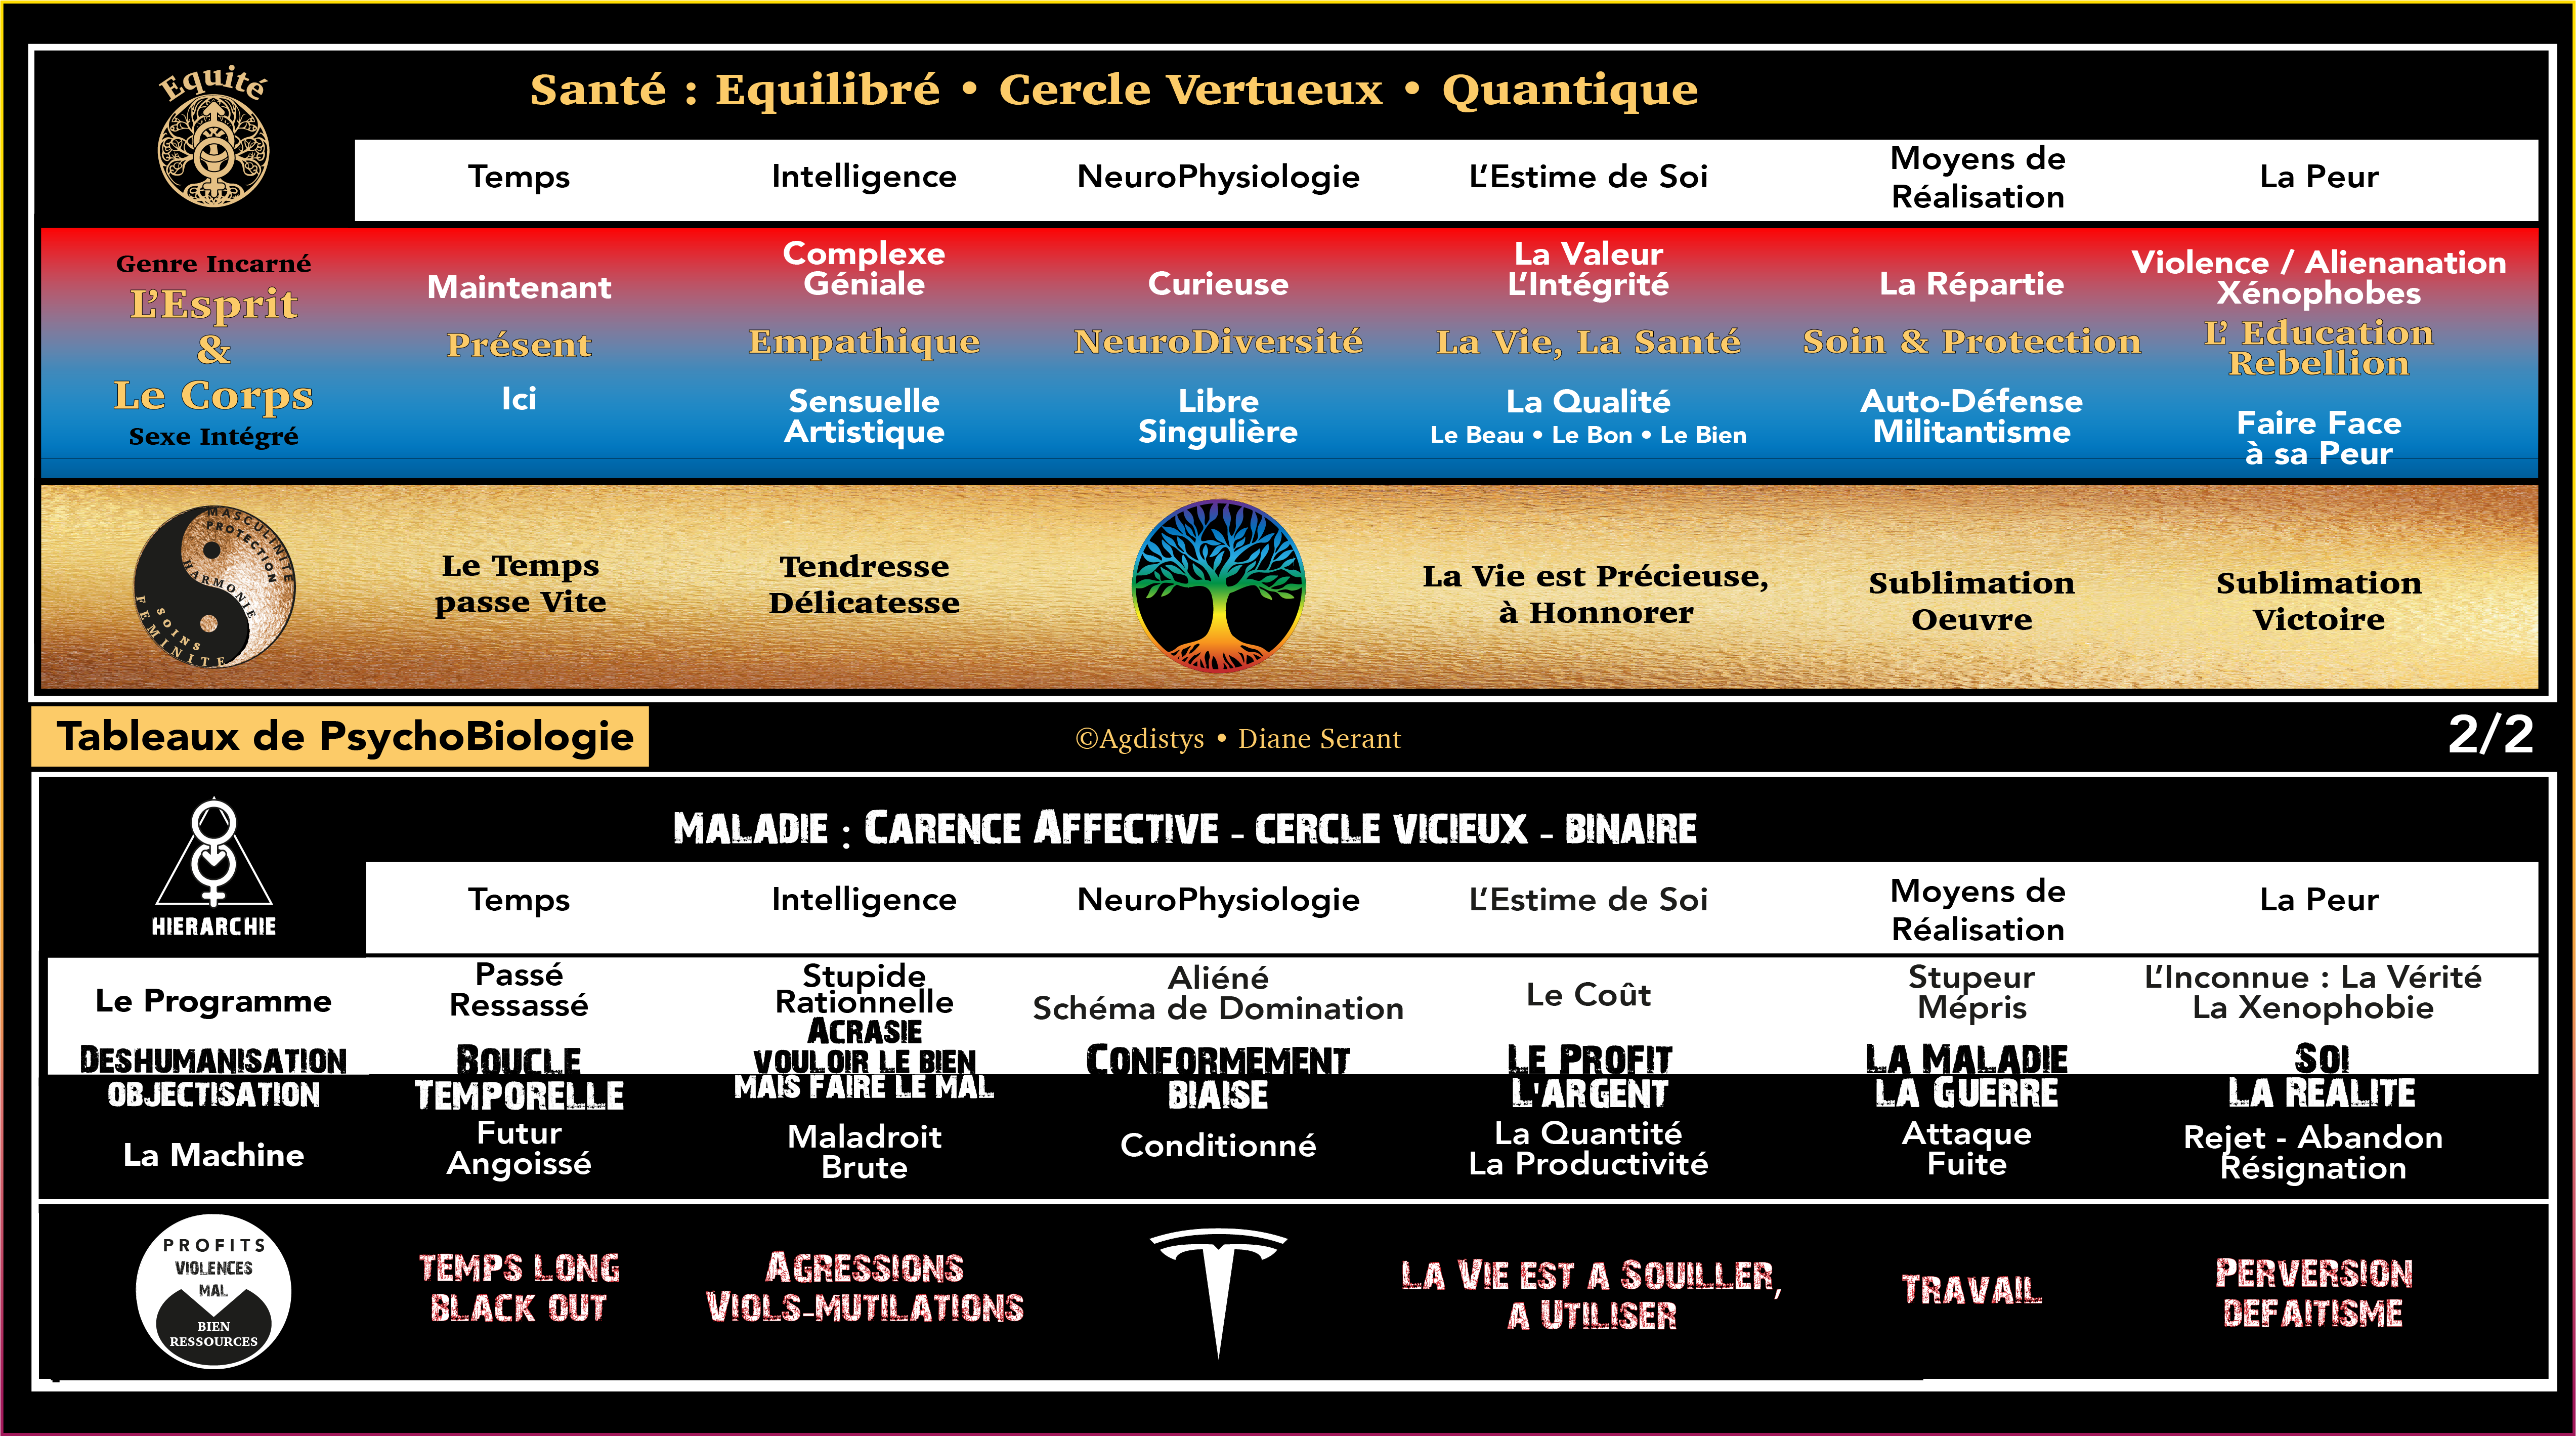 Equité
Santé : Equilibré • Cercle Vertueux • Quantique
Temps
Intelligence
NeuroPhysiologie
L'Estime de Soi
Moyens de
Réalisation
La Peur
Genre Incarné
L'Esprit
&
Le Corps
Sexe Intégré
Maintenant
Présent
Ici
Complexe
Géniale
Empathique
Sensuelle
Artistique
Curieuse
NeuroDiversité
Libre
Singulière
La Valeur
L'Intégrité
La Vie, La Santé
La Qualité
Le Beau • Le Bon • Le Bien
La Répartie
Soin & Protection
Auto-Défense
Militantisme
Violence / Alienanation
Xénophobes
L' Education
Rebellion
Faire Face
à sa Peur
MASCULINITE
PROTECTION
HARMONIE
SOINS
FEMINITE
Le Temps
passe Vite
Tendresse
Délicatesse
La Vie est Précieuse,
à Honnorer
Sublimation
Oeuvre
Sublimation
Victoire
Tableaux de PsychoBiologie
©Agdistys • Diane Serant
2/2
HIERARCHIE
MALADIE : CARENCE AFFECTIVE - CERCLE VICIEUX - BINAIRE
Temps
Intelligence
NeuroPhysiologie
L'Estime de Soi
Moyens de
Réalisation
La Peur
Le Programme
DESHUMANISATION
OBJECTISATION
La Machine
Passé
Ressassé
BOUCLE
TEMPORELLE
Futur
Angoissé
Stupide
Rationnelle
ACRASIE
VOULOIR LE BIEN
MAIS FAIRE LE MAL
Maladroit
Brute
Aliéné
Schéma de Domination
CONFORMEMENT
BIAISE
Conditionné
Le Coût
LE PROFIT
L'ARGENT
La Quantité
La Productivité
Stupeur
Mépris
LA MALADIE
LA GUERRE
Attaque
Fuite
L'Inconnue : La Vérité
La Xenophobie
SOI
LA REALITE
Rejet - Abandon
Résignation
PROFITS
VIOLENCES
MAL
BIEN
RESSOURCES
TEMPS LONG
BLACK OUT
AGRESSIONS
VIOLS-MUTILATIONS
LA VIE EST A SOUILLER,
A UTILISER
TRAVAIL
PERVERSION
DEFAITISME